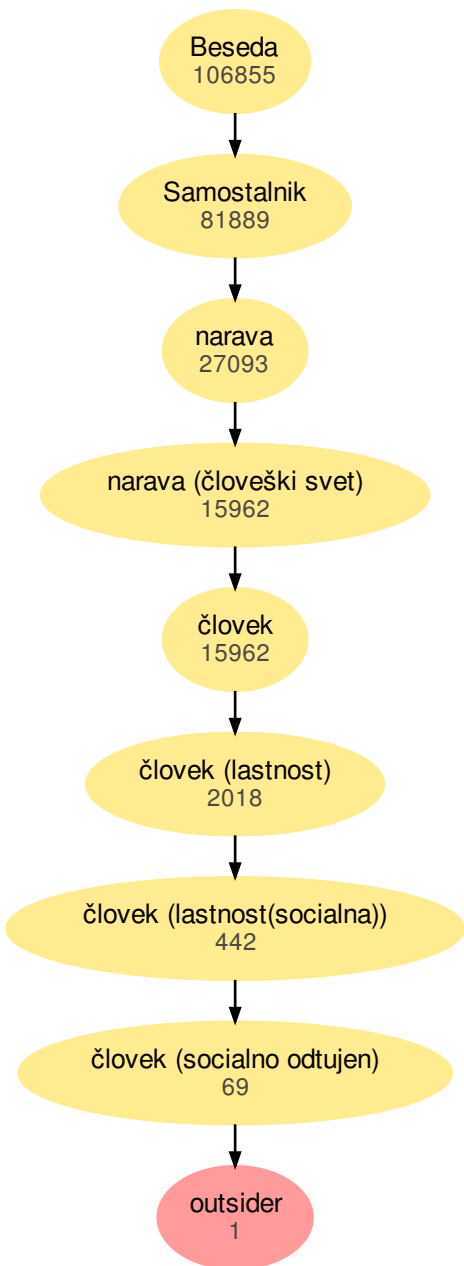 Beseda
106855
Samostalnik
81889
narava
27093
narava (človeški svet)
15962
človek
15962
človek (lastnost)
2018
človek (lastnost(socialna))
442
človek (socialno odtujen)
69
outsider
1